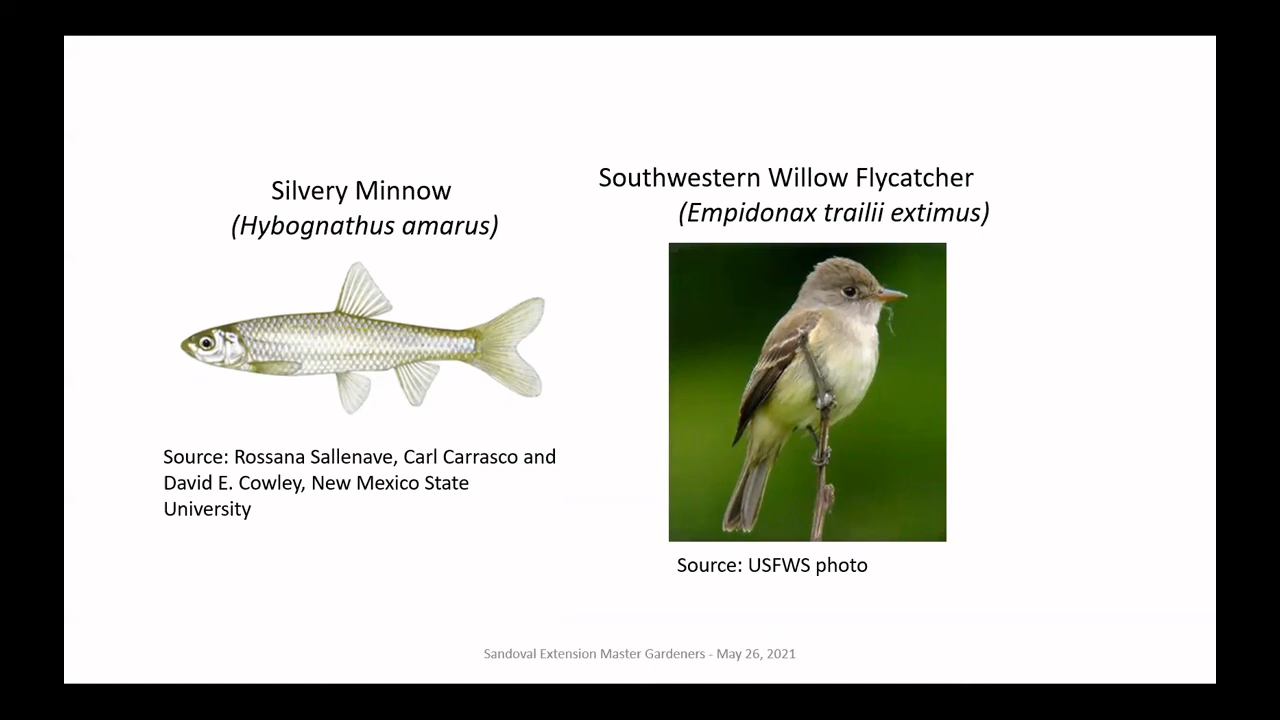 Silvery Minnow
(Hybognathus amarus)
Source: Rossana Sallenave, Carl Carrasco and
David E. Cowley, New Mexico State
University
Southwestern Willow Flycatcher
(Empidonax trailii extimus)
Source: USFWS photo
Sandoval Extension Master Gardeners - May 26, 2021